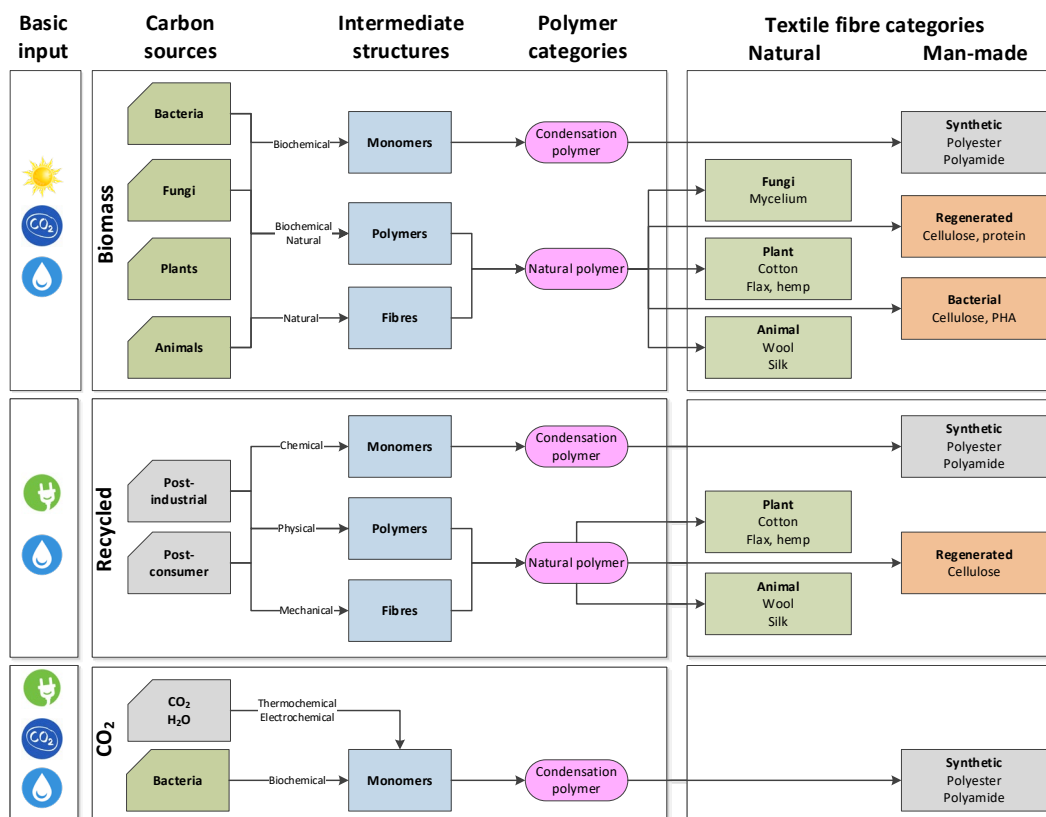 Basic
input
Carbon
sources
Intermediate
structures
Polymer
categories
Textile fibre categories
Natural
Man-made
Biomass
CO2
Bacteria
Fungi
Plants
Animals
Biochemical
Biochemical
Natural
Natural
Monomers
Polymers
Fibres
Condensation
polymer
Natural polymer
Fungi
Mycelium
Plant
Cotton
Flax, hemp
Animal
Wool
Silk
Synthetic
Polyester
Polyamide
Regenerated
Cellulose, protein
Bacterial
Cellulose, PHA
Recycled
Post-
industrial
Post-
consumer
Chemical
Physical
Mechanical
Monomers
Polymers
Fibres
Condensation
polymer
Natural polymer
Plant
Cotton
Flax, hemp
Animal
Wool
Silk
Synthetic
Polyester
Polyamide
Regenerated
Cellulose
CO2
CO₂
CO₂
H₂O
Bacteria
Thermochemical
Electrochemical
Biochemical
Monomers
Condensation
polymer
Synthetic
Polyester
Polyamide